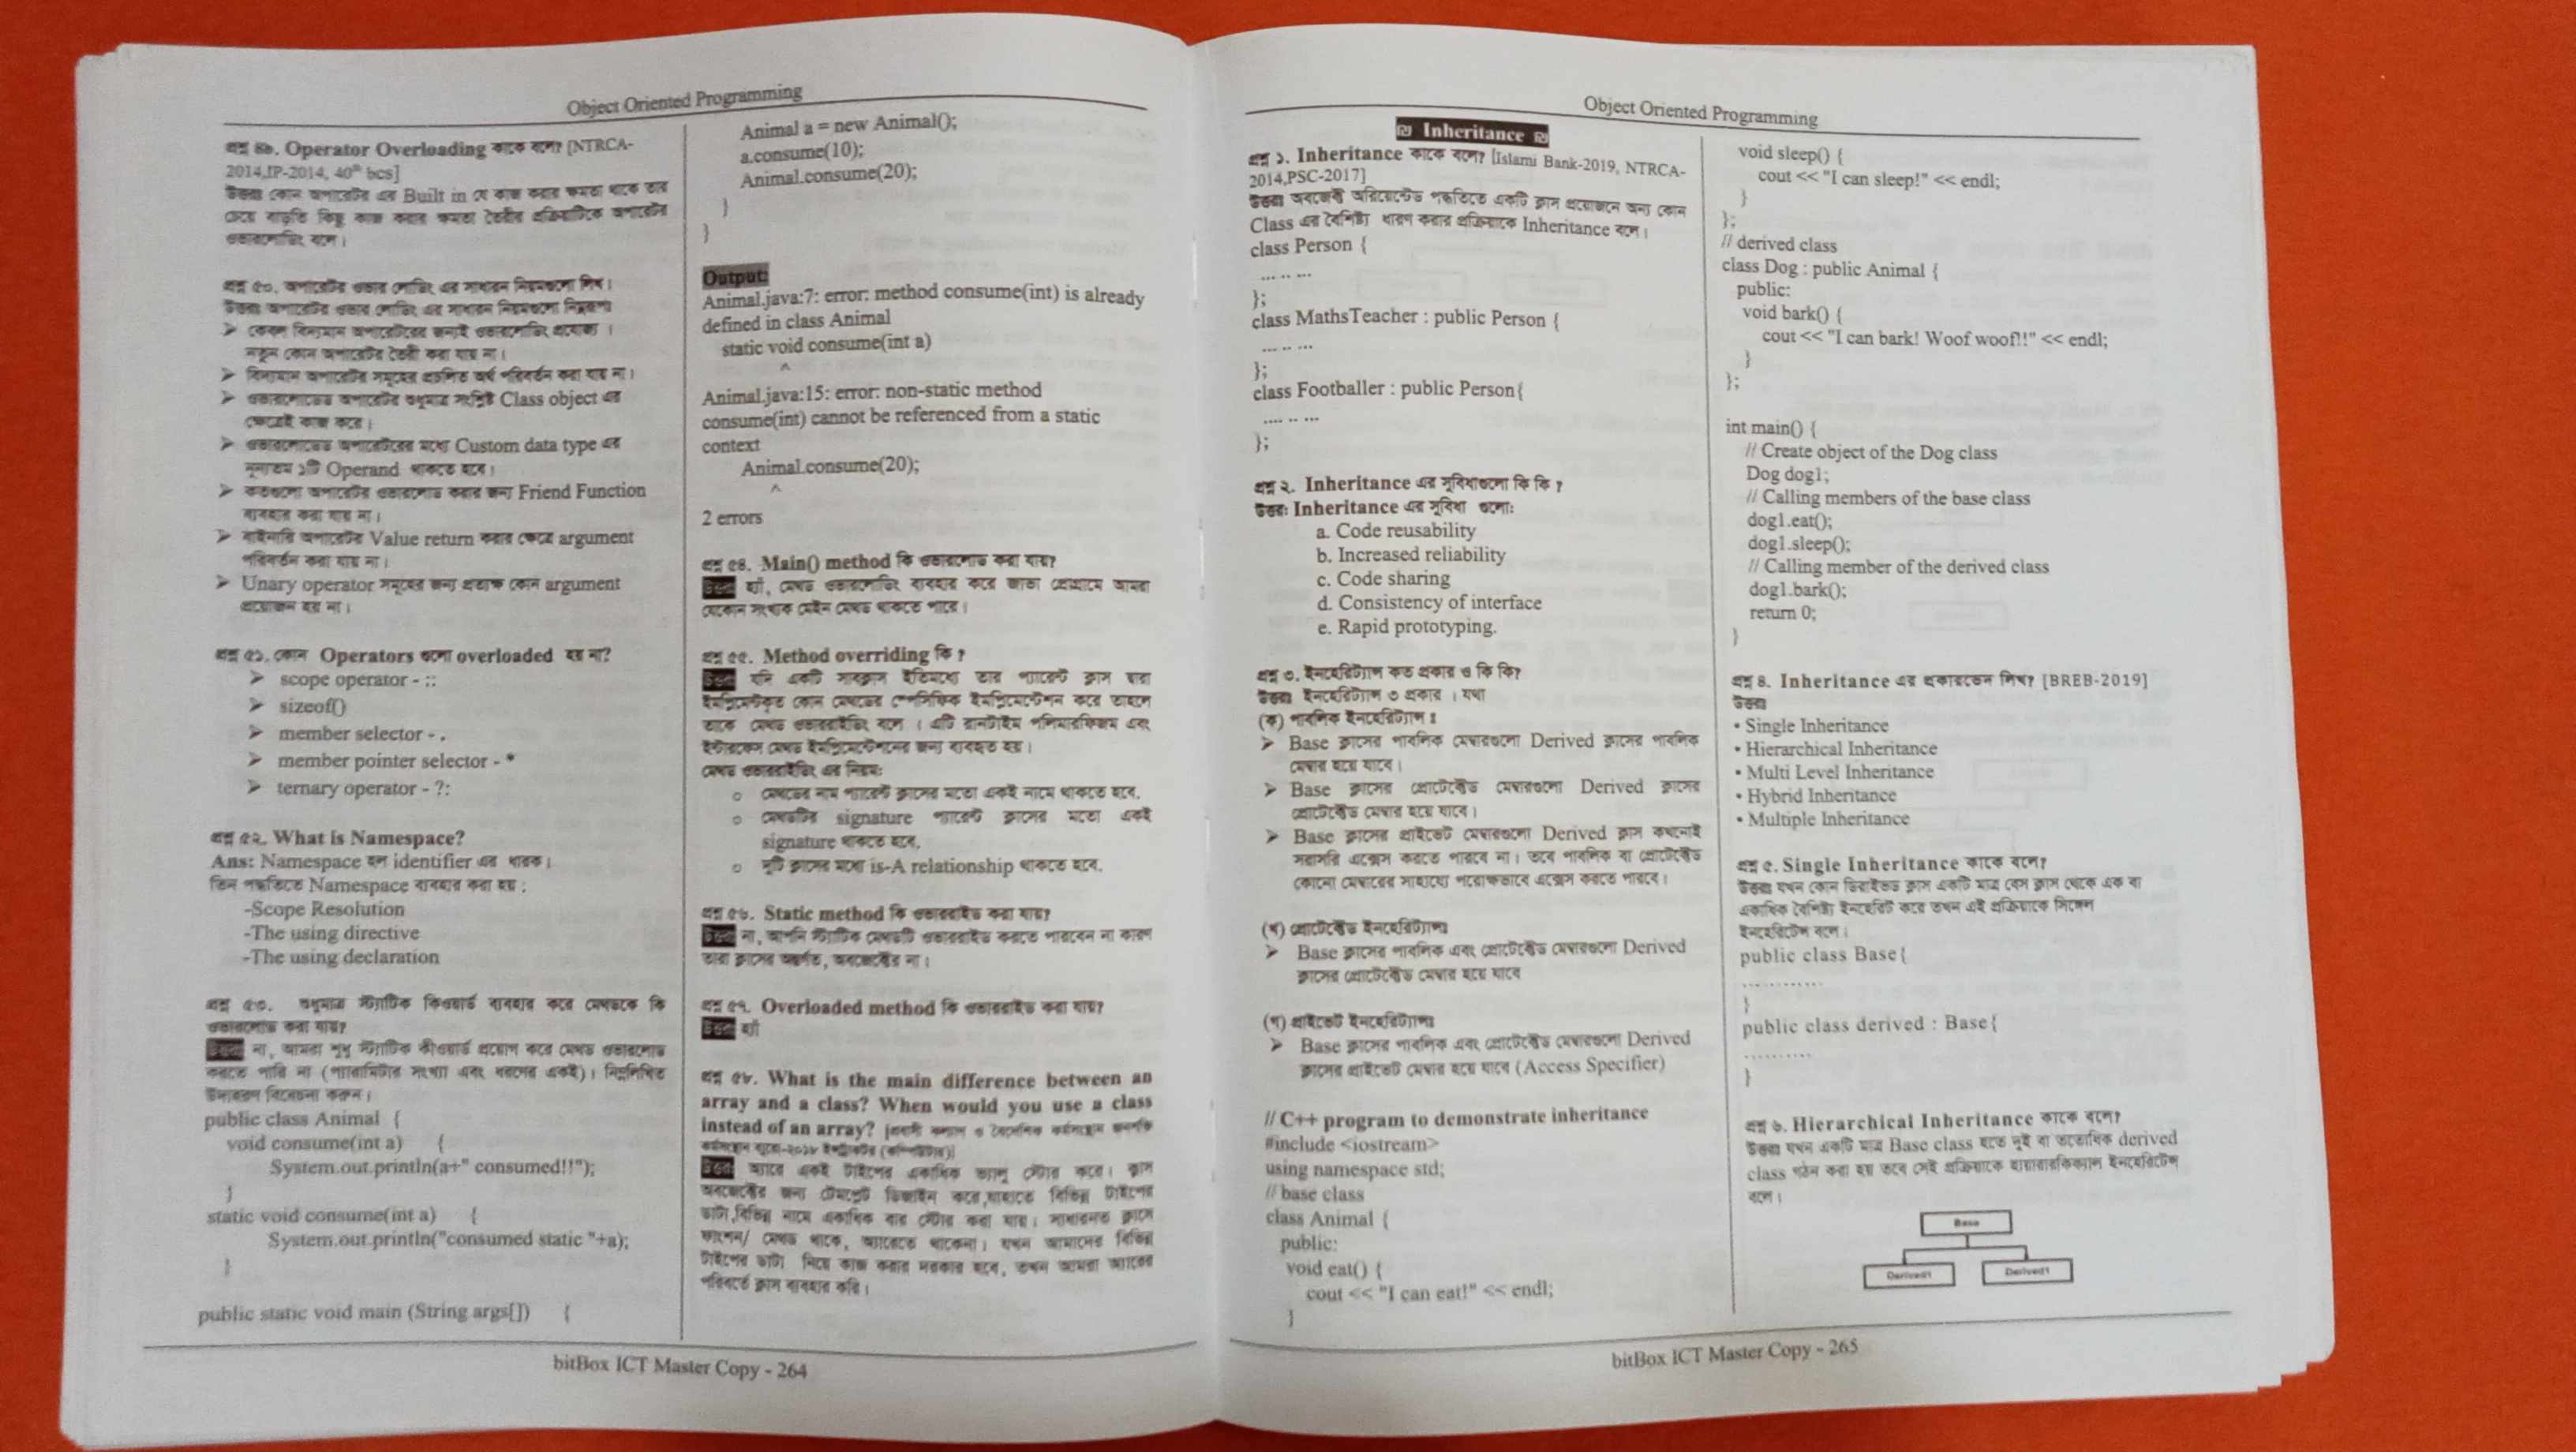 Object Oriented Programming
প্রশ্ন ৪৯. Operator Overloading কাকে বলে? [NTRCA-
2014,IP-2014, 40th bcs]
উত্তরঃ কোন অপারেটর এর Built in যে কাজ করার ক্ষমতা থাকে তার
চেয়ে বাড়তি কিছু কাজ করার ক্ষমতা তৈরীর প্রক্রিয়াটিকে অপারেটর
ওভারলোডিং বলে।
প্রশ্ন ৫০. অপারেটর ওভার লোডিং এর সাধারন নিয়মগুলো লিখ।
উত্তরঃ অপারেটর ওভার লোডিং এর সাধারন নিয়মগুলো নিম্নরূপঃ
➢ কেবল বিদ্যমান অপারেটরের জন্যই ওভারলোডিং প্রযোজ্য ।
নতুন কোন অপারেটর তৈরী করা যায় না।
➢ বিদ্যমান অপারেটর সমূহের প্রচলিত অর্থ পরিবর্তন করা যায় না।
➢ ওভারলোডেড অপারেটর শুধুমাত্র সংশ্লিষ্ট Class object এর
ক্ষেত্রেই কাজ করে।
➢ ওভারলোডেড অপারেটরের মধ্যে Custom data type এর
নূন্যতম ১টি Operand থাকতে হবে।
➢ কতগুলো অপারেটর ওভারলোড করার জন্য Friend Function
ব্যবহার করা যায় না।
➢ বাইনারি অপারেটর Value return করার ক্ষেত্রে argument
পরিবর্তন করা যায় না।
➢ Unary operator সমূহের জন্য প্রত্যক্ষ কোন argument
প্রয়োজন হয় না।
প্রশ্ন ৫১. কোন Operators গুলো overloaded হয় না?
➢ scope operator - ::
➢ sizeof()
➢ member selector - .
➢ member pointer selector - *
➢ ternary operator - ?:
প্রশ্ন ৫২. What is Namespace?
Ans: Namespace হল identifier এর ধারক।
তিন পদ্ধতিতে Namespace ব্যবহার করা হয় :
-Scope Resolution
-The using directive
-The using declaration
প্রশ্ন ৫৩. শুধুমাত্র স্ট্যাটিক কিওয়ার্ড ব্যবহার করে মেথডকে কি
ওভারলোড করা যায়?
উত্তরঃ না, আমরা শুধু স্ট্যাটিক কীওয়ার্ড প্রয়োগ করে মেথড ওভারলোড
করতে পারি না (প্যারামিটার সংখ্যা এবং ধরণের একই)। নিম্নলিখিত
উদাহরণ বিবেচনা করুন।
public class Animal {
void consume(int a) {
System.out.println(a+" consumed!!");
}
static void consume(int a) {
System.out.println("consumed static "+a);
}
public static void main (String args[]) {
Animal a = new Animal();
a.consume(10);
Animal.consume(20);
}
}
Output:
Animal.java:7: error: method consume(int) is already
defined in class Animal
static void consume(int a)
^
Animal.java:15: error: non-static method
consume(int) cannot be referenced from a static
context
Animal.consume(20);
^
2 errors
প্রশ্ন ৫৪. Main() method কি ওভারলোড করা যায়?
উত্তরঃ হ্যাঁ, মেথড ওভারলোডিং ব্যবহার করে জাভা প্রোগ্রামে আমরা
যেকোন সংখ্যক মেইন মেথড থাকতে পারে।
প্রশ্ন ৫৫. Method overriding কি ?
উত্তরঃ যদি একটি সাবক্লাস ইতিমধ্যে তার প্যারেন্ট ক্লাস দ্বারা
ইমপ্লিমেন্টকৃত কোন মেথডের স্পেসিফিক ইমপ্লিমেন্টেশন করে তাহলে
তাকে মেথড ওভাররাইডিং বলে । এটি রানটাইম পলিমারফিজম এবং
ইন্টারফেস মেথড ইমপ্লিমেন্টেশনের জন্য ব্যবহৃত হয়।
মেথড ওভাররাইডিং এর নিয়ম:
o মেথডের নাম প্যারেন্ট ক্লাসের মতো একই নামে থাকতে হবে.
o মেথডটির signature প্যারেন্ট ক্লাসের মতো একই
signature থাকতে হবে.
o দুটি ক্লাসের মধ্যে is-A relationship থাকতে হবে.
প্রশ্ন ৫৬. Static method কি ওভাররাইড করা যায়?
উত্তরঃ না, আপনি স্ট্যাটিক মেথডটি ওভাররাইড করতে পারবেন না কারণ
তারা ক্লাসের অন্তর্গত, অবজেক্টের না।
প্রশ্ন ৫৭. Overloaded method কি ওভাররাইড করা যায়?
উত্তরঃ হ্যাঁ
প্রশ্ন ৫৮. What is the main difference between an
array and a class? When would you use a class
instead of an array? [প্রবাসী কল্যাণ ও বৈদেশিক কর্মসংস্থান জনশক্তি
কর্মসংস্থান ব্যুরো-২০১৮ ইন্সট্রাক্টর (কম্পিউটার)]
উত্তরঃ অ্যারে একই টাইপের একাধিক ভ্যালু স্টোর করে। ক্লাস
অবজেক্টের জন্য টেমপ্লেট ডিজাইন করে,যাহাতে বিভিন্ন টাইপের
ডাটা,বিভিন্ন নামে একাধিক বার স্টোর করা যায়। সাধারনত ক্লাসে
ফাংশন/ মেথড থাকে, অ্যারেতে থাকেনা। যখন আমাদের বিভিন্ন
টাইপের ডাটা নিয়ে কাজ করার দরকার হবে, তখন আমরা অ্যারের
পরিবর্তে ক্লাস ব্যবহার করি।
bitBox ICT Master Copy - 264
Object Oriented Programming
Inheritance
প্রশ্ন ১. Inheritance কাকে বলে? [Islami Bank-2019, NTRCA-
2014,PSC-2017]
উত্তরঃ অবজেক্ট অরিয়েন্টেড পদ্ধতিতে একটি ক্লাস প্রয়োজনে অন্য কোন
Class এর বৈশিষ্ট্য ধারণ করার প্রক্রিয়াকে Inheritance বলে।
class Person {
... .. ...
};
class MathsTeacher : public Person {
... .. ...
};
class Footballer : public Person{
.... .. ...
};
প্রশ্ন ২. Inheritance এর সুবিধাগুলো কি কি ?
উত্তর: Inheritance এর সুবিধা গুলো:
a. Code reusability
b. Increased reliability
c. Code sharing
d. Consistency of interface
e. Rapid prototyping.
প্রশ্ন ৩. ইনহেরিট্যান্স কত প্রকার ও কি কি?
উত্তরঃ ইনহেরিট্যান্স ৩ প্রকার । যথা
(ক) পাবলিক ইনহেরিট্যান্স ঃ
➢ Base ক্লাসের পাবলিক মেম্বারগুলো Derived ক্লাসের পাবলিক
মেম্বার হয়ে যাবে।
➢ Base ক্লাসের প্রোটেক্টেড মেম্বারগুলো Derived ক্লাসের
প্রোটেক্টেড মেম্বার হয়ে যাবে।
➢ Base ক্লাসের প্রাইভেট মেম্বারগুলো Derived ক্লাস কখনোই
সরাসরি এক্সেস করতে পারবে না। তবে পাবলিক বা প্রোটেক্টেড
কোনো মেম্বারের সাহায্যে পরোক্ষভাবে এক্সেস করতে পারবে।
(খ) প্রোটেক্টেড ইনহেরিট্যান্সঃ
➢ Base ক্লাসের পাবলিক এবং প্রোটেক্টেড মেম্বারগুলো Derived
ক্লাসের প্রোটেক্টেড মেম্বার হয়ে যাবে
(গ) প্রাইভেট ইনহেরিট্যান্সঃ
➢ Base ক্লাসের পাবলিক এবং প্রোটেক্টেড মেম্বারগুলো Derived
ক্লাসের প্রাইভেট মেম্বার হয়ে যাবে (Access Specifier)
// C++ program to demonstrate inheritance
#include <iostream>
using namespace std;
// base class
class Animal {
public:
void eat() {
cout << "I can eat!" << endl;
}
void sleep() {
cout << "I can sleep!" << endl;
}
};
// derived class
class Dog : public Animal {
public:
void bark() {
cout << "I can bark! Woof woof!!" << endl;
}
};
int main() {
// Create object of the Dog class
Dog dog1;
// Calling members of the base class
dog1.eat();
dog1.sleep();
// Calling member of the derived class
dog1.bark();
return 0;
}
প্রশ্ন ৪. Inheritance এর প্রকারভেদ লিখ? [BREB-2019]
উত্তরঃ
• Single Inheritance
• Hierarchical Inheritance
• Multi Level Inheritance
• Hybrid Inheritance
• Multiple Inheritance
প্রশ্ন ৫. Single Inheritance কাকে বলে?
উত্তরঃ যখন কোন ডিরাইভড ক্লাস একটি মাত্র বেস ক্লাস থেকে এক বা
একাধিক বৈশিষ্ট্য ইনহেরিট করে তখন এই প্রক্রিয়াকে সিঙ্গেল
ইনহেরিটেন্স বলে।
public class Base{
............
}
public class derived : Base{
..........
}
প্রশ্ন ৬. Hierarchical Inheritance কাকে বলে?
উত্তরঃ যখন একটি মাত্র Base class হতে দুই বা ততোধিক derived
class গঠন করা হয় তবে সেই প্রক্রিয়াকে হায়ারারকিক্যাল ইনহেরিটেন্স
বলে।
Base
Derived1
Derived1
bitBox ICT Master Copy - 265